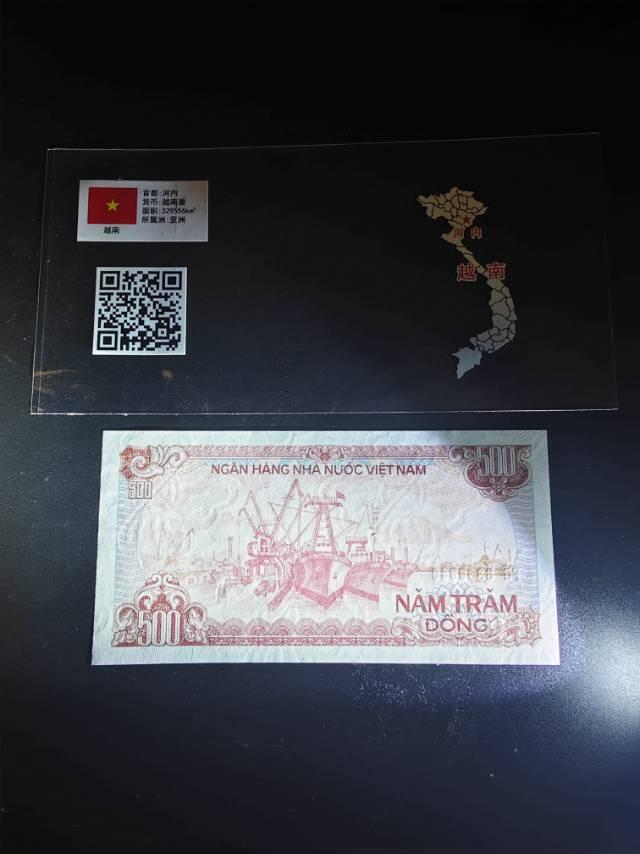 首都:河内
货币:越南盾
面积:329556km²
所属洲:亚洲
越南
河内
越南
NGÂN HÀNG NHÀ NƯỚC VIỆT NAM
500
500
500
NĂM TRĂM
ĐỒNG